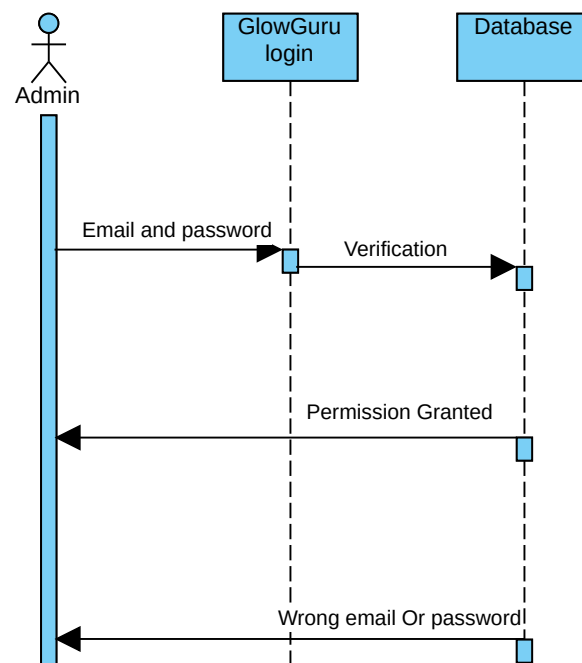 GlowGuru
login
Database
Admin
Email and password
Verification
Permission Granted
Wrong email Or password